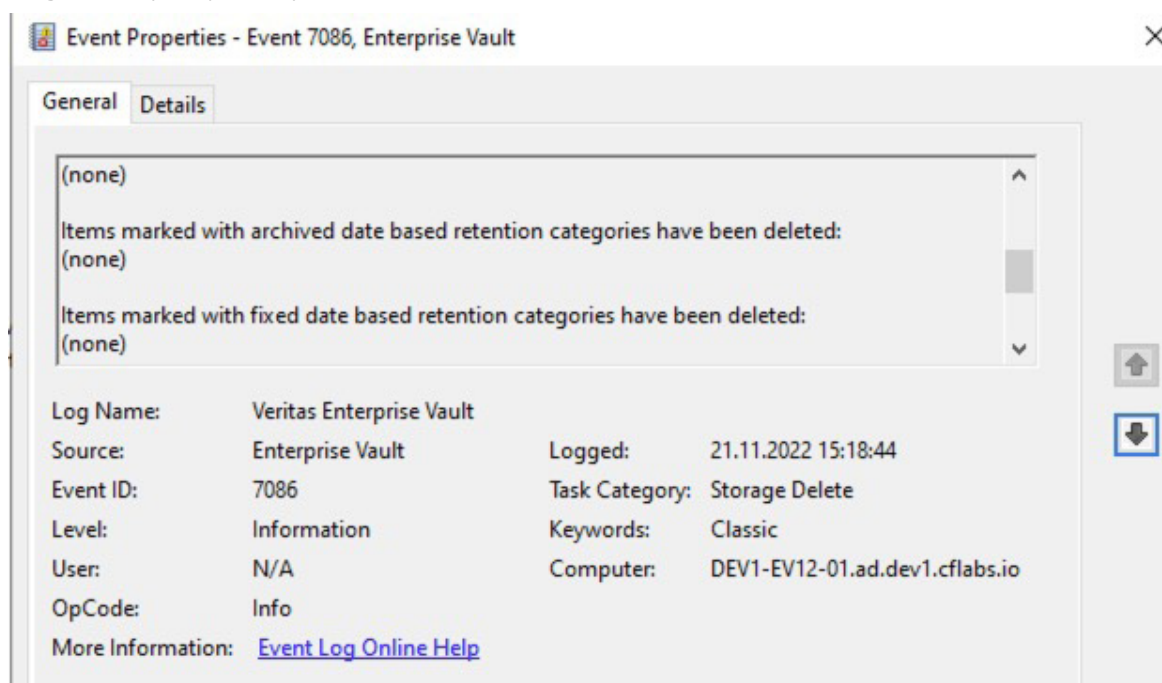 Event Properties - Event 7086, Enterprise Vault
General Details
(none)
Items marked with archived date based retention categories have been deleted:
(none)
Items marked with fixed date based retention categories have been deleted:
(none)
Log Name: Veritas Enterprise Vault
Source: Enterprise Vault Logged: 21.11.2022 15:18:44
Event ID: 7086 Task Category: Storage Delete
Level: Information Keywords: Classic
User: N/A Computer: DEV1-EV12-01.ad.dev1.cflabs.io
OpCode: Info
More Information: Event Log Online Help